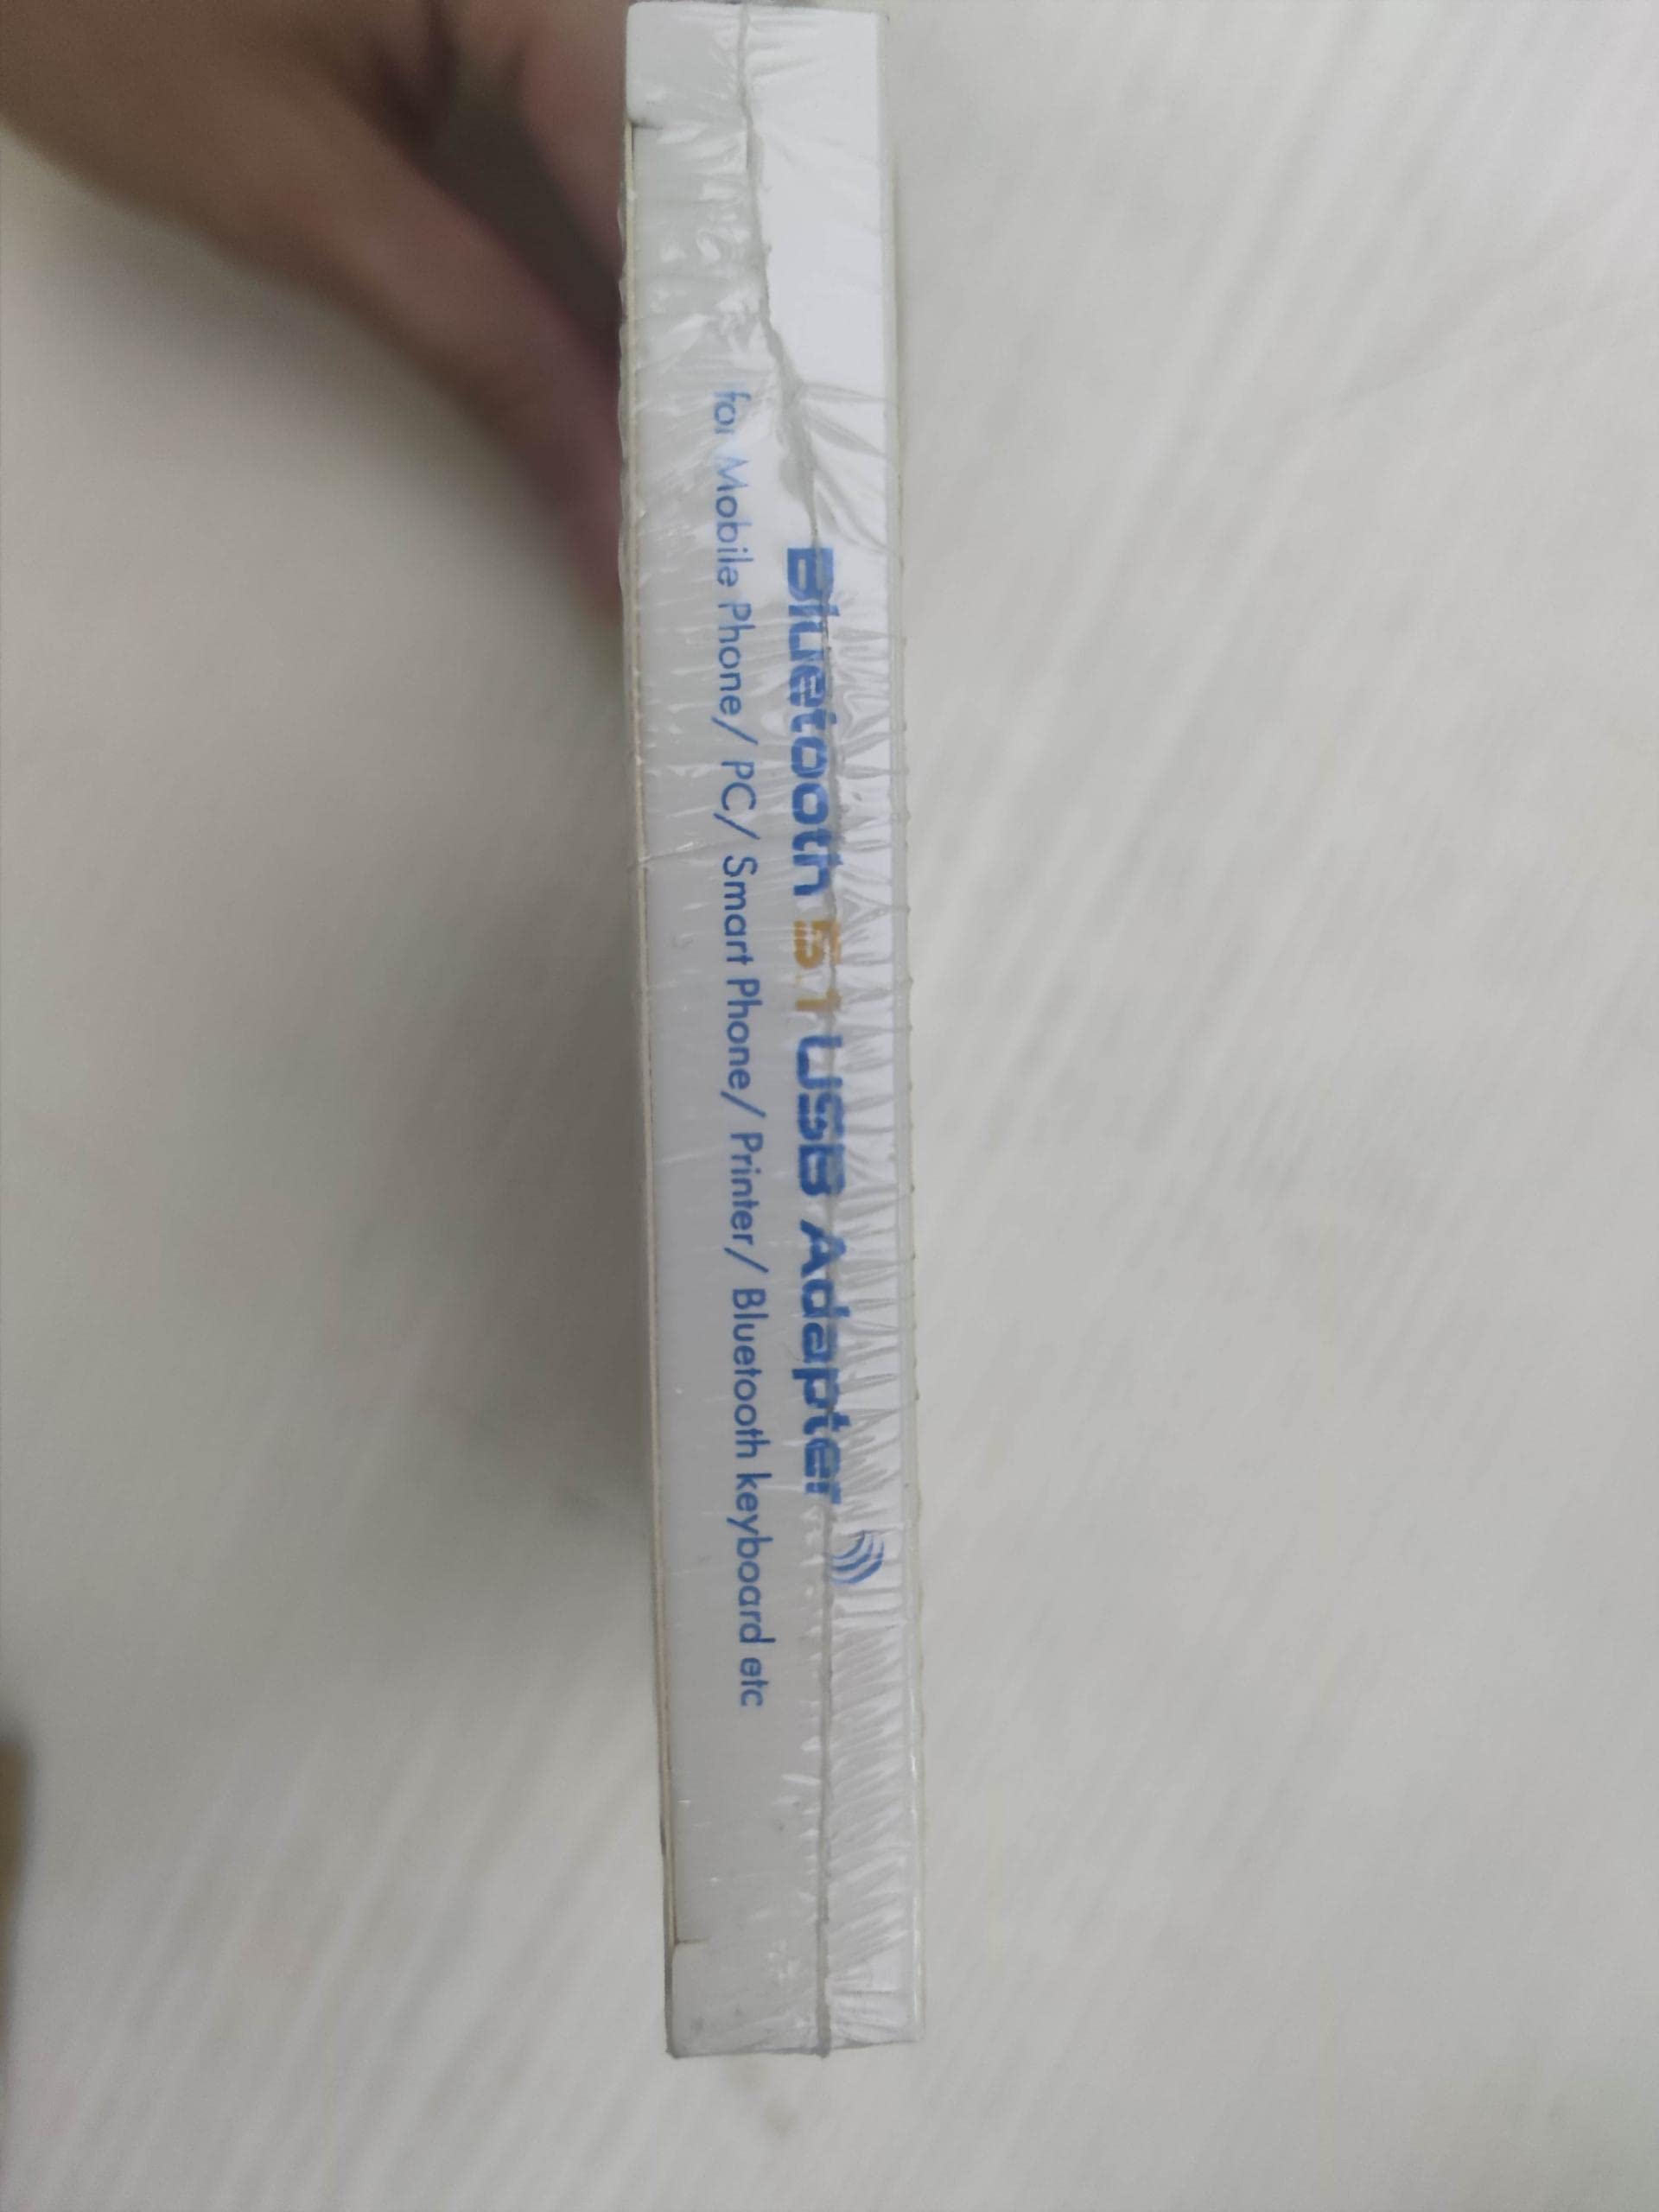 Bluetooth 5.1 USB Adapter
for Mobile Phone/ PC/ Smart Phone/ Printer/ Bluetooth keyboard etc